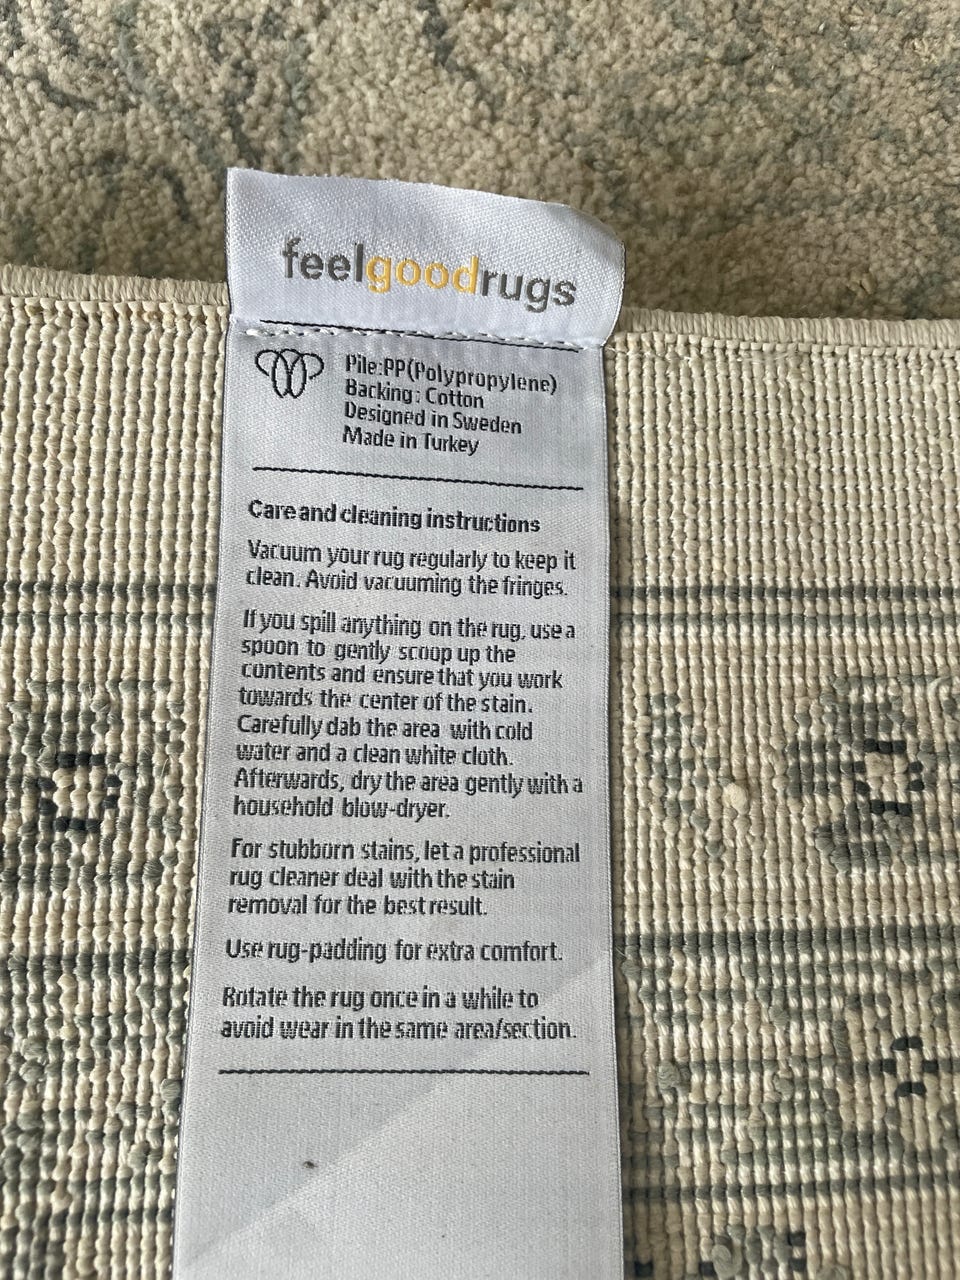 feelgoodrugs
Pile:PP(Polypropylene)
Backing: Cotton
Designed in Sweden
Made in Turkey
Care and cleaning instructions
Vacuum your rug regularly to keep it
clean. Avoid vacuuming the fringes.
If you spill anything on the rug, use a
spoon to gently scoop up the
contents and ensure that you work
towards the center of the stain.
Carefully dab the area with cold
water and a clean white cloth.
Afterwards, dry the area gently with a
household blow-dryer.
For stubborn stains, let a professional
rug cleaner deal with the stain
removal for the best result.
Use rug-padding for extra comfort.
Rotate the rug once in a while to
avoid wear in the same area/section.